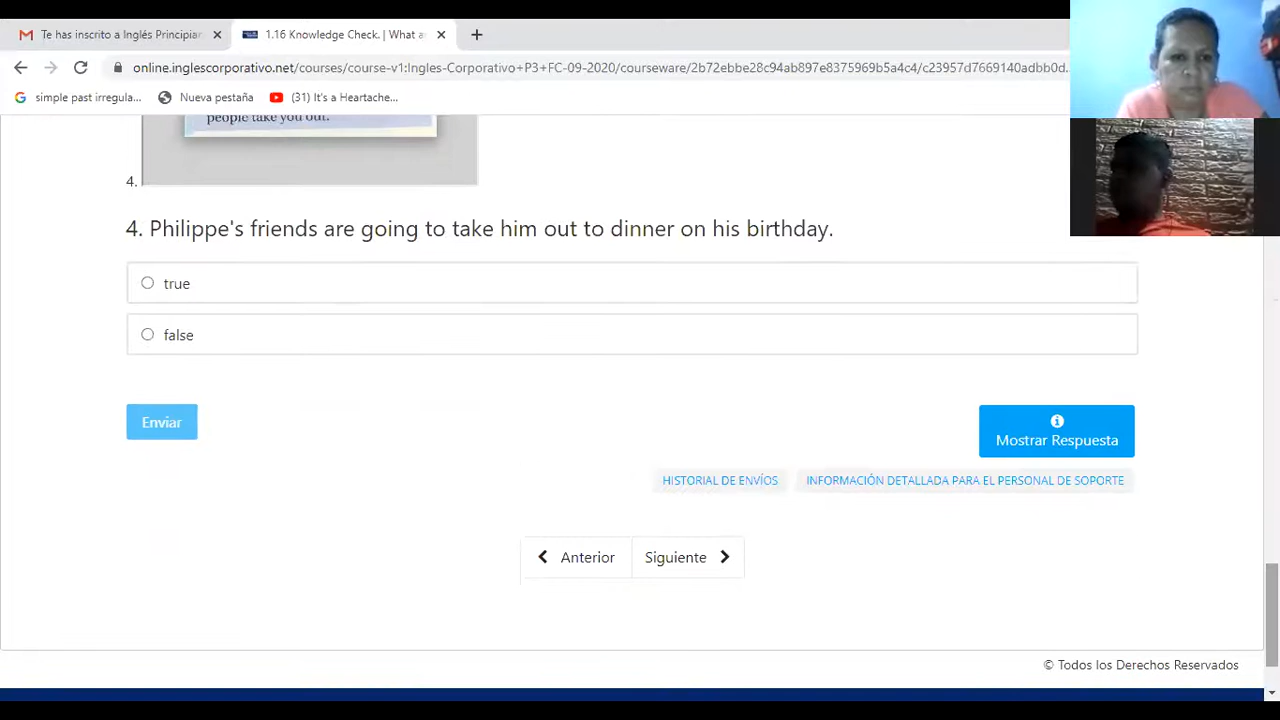 Te has inscrito a Inglés Principian
1.16 Knowledge Check. | What a
online.inglescorporativo.net/courses/course-v1:Ingles-Corporativo+P3+FC-09-2020/courseware/2b72ebbe28c94ab897e8375969b5a4c4/c23957d7669140adbb0d...
simple past irregula...
Nueva pestaña
(31) It's a Heartache...
people take you out.
4.
4. Philippe's friends are going to take him out to dinner on his birthday.
true
false
Enviar
Mostrar Respuesta
HISTORIAL DE ENVÍOS
INFORMACIÓN DETALLADA PARA EL PERSONAL DE SOPORTE
Anterior
Siguiente
© Todos los Derechos Reservados